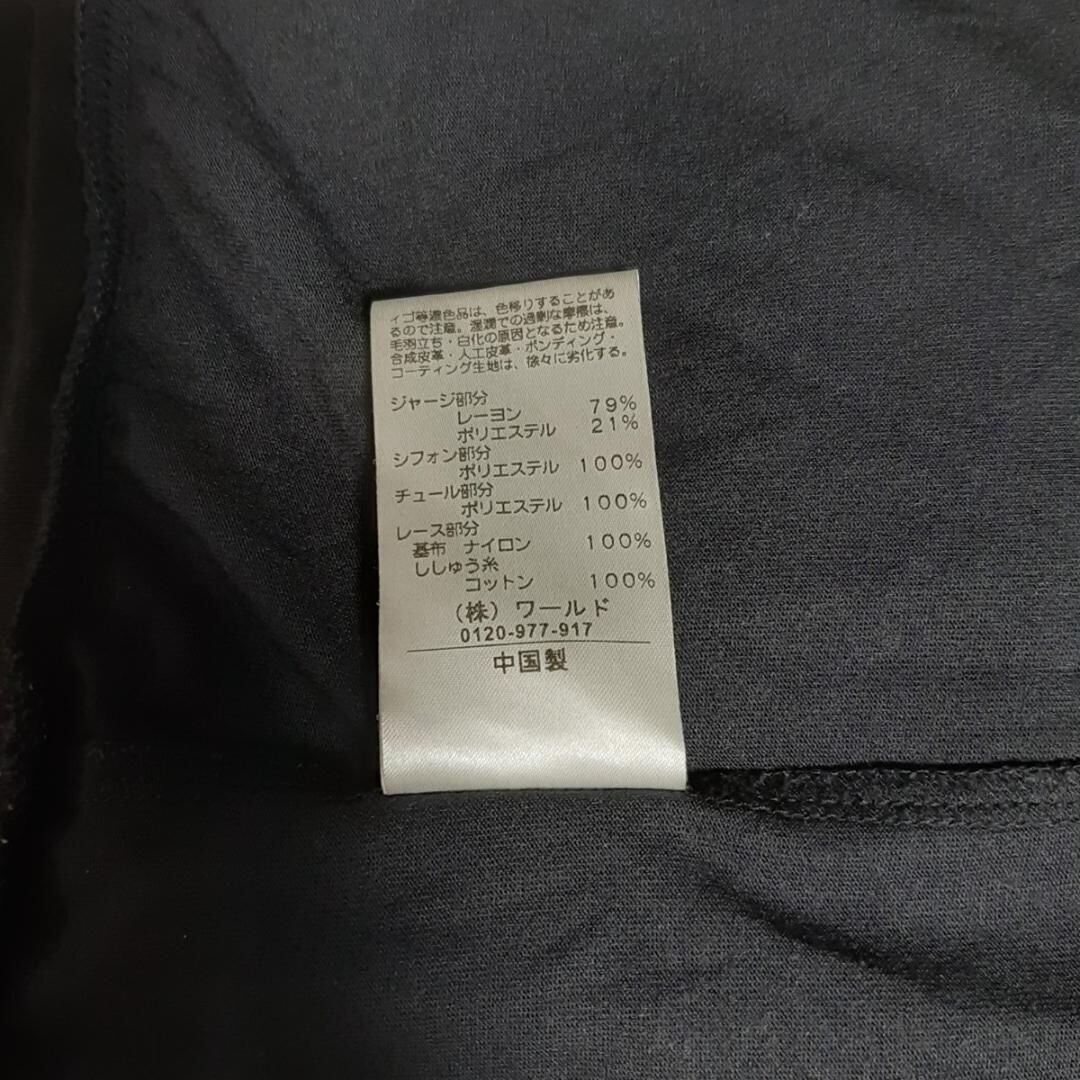 ィゴ等濃色品は、色移りすることがあ
るので注意。湿潤での過剰な摩擦は、
毛羽立ち・白化の原因となるため注意。
合成皮革・人工皮革・ボンディング・
コーティング生地は、徐々に劣化する。
ジャージ部分
レーヨン 79%
ポリエステル 21%
シフォン部分
ポリエステル 100%
チュール部分
ポリエステル 100%
レース部分
基布 ナイロン 100%
ししゅう糸
コットン 100%
(株)ワールド
0120-977-917
中国製